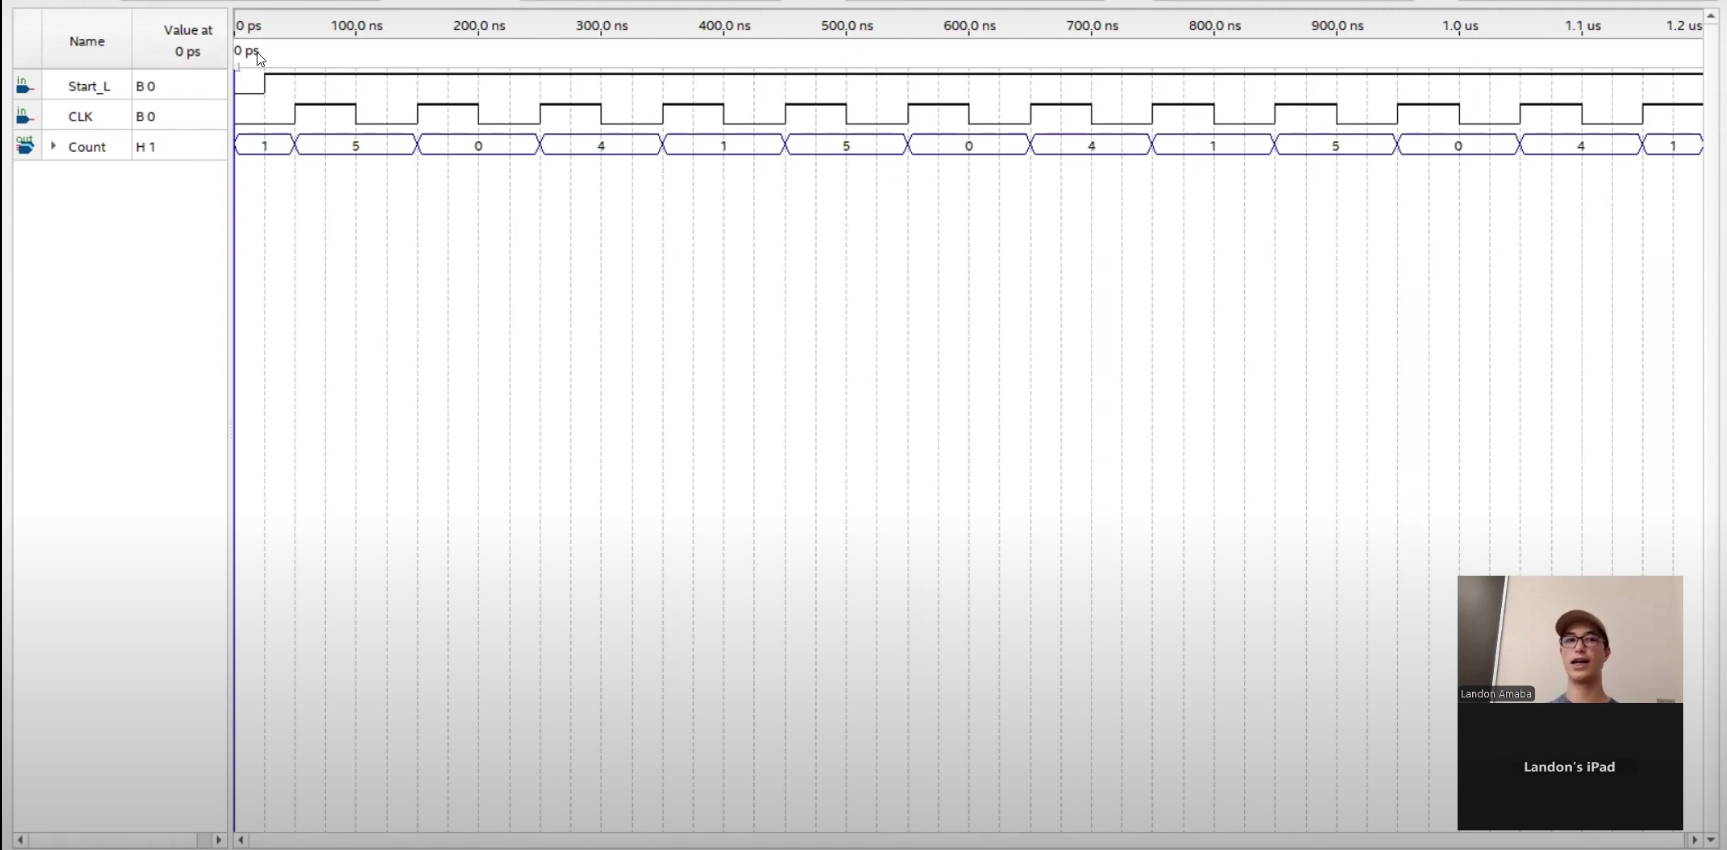 Name
Value at
0 ps
0 ps 100.0 ns 200.0 ns 300.0 ns 400.0 ns 500.0 ns 600.0 ns 700.0 ns 800.0 ns 900.0 ns 1.0 us 1.1 us 1.2 us
0 ps
in Start_L B 0
in CLK B 0
out Count H 1 1 5 0 4 1 5 0 4 1 5 0 4 1
Landon Amaba
Landon's iPad